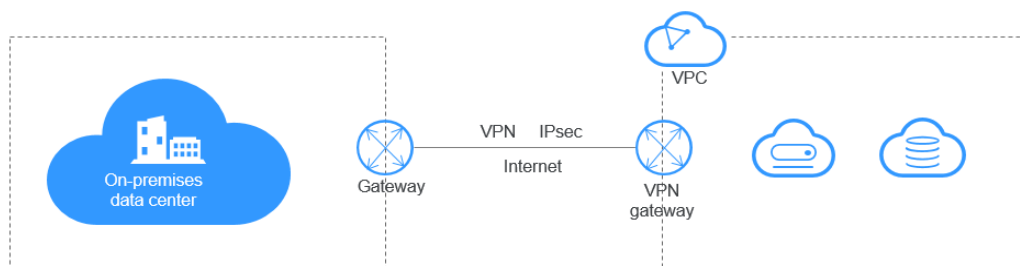 On-premises
data center
Gateway
VPN IPsec
Internet
VPC
VPN
gateway